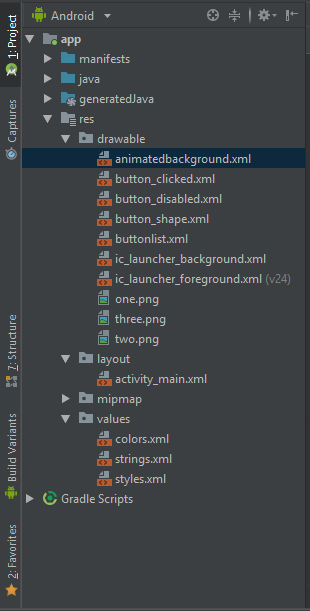 Android
app
manifests
java
generatedJava
res
drawable
animatedbackground.xml
button_clicked.xml
button_disabled.xml
button_shape.xml
buttonlist.xml
ic_launcher_background.xml
ic_launcher_foreground.xml (v24)
one.png
three.png
two.png
layout
activity_main.xml
mipmap
values
colors.xml
strings.xml
styles.xml
Gradle Scripts
1: Project
Captures
7: Structure
Build Variants
2: Favorites